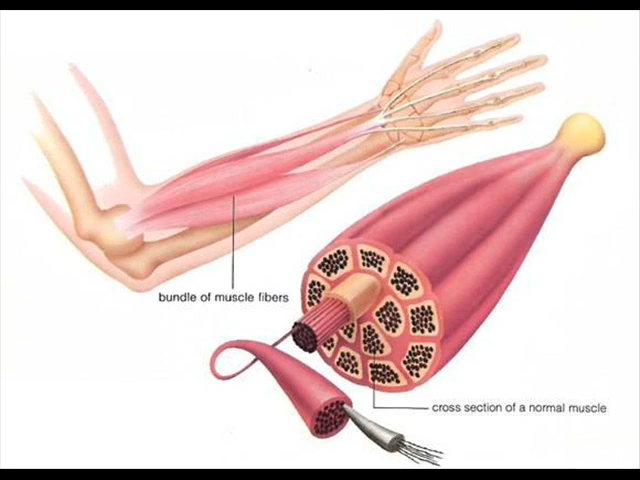 bundle of muscle fibers
cross section of a normal muscle